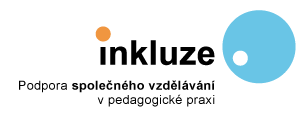 inkluze
Podpora společného vzdělávání
v pedagogické praxi